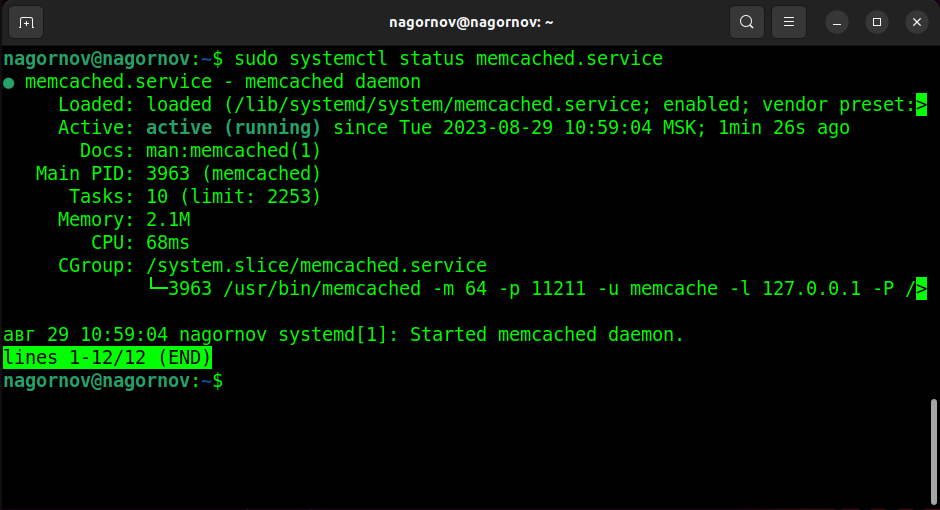 nagornov@nagornov: ~
nagornov@nagornov:~$ sudo systemctl status memcached.service
● memcached.service - memcached daemon
Loaded: loaded (/lib/systemd/system/memcached.service; enabled; vendor preset:>
Active: active (running) since Tue 2023-08-29 10:59:04 MSK; 1min 26s ago
Docs: man:memcached(1)
Main PID: 3963 (memcached)
Tasks: 10 (limit: 2253)
Memory: 2.1M
CPU: 68ms
CGroup: /system.slice/memcached.service
└─3963 /usr/bin/memcached -m 64 -p 11211 -u memcache -l 127.0.0.1 -P />
авг 29 10:59:04 nagornov systemd[1]: Started memcached daemon.
lines 1-12/12 (END)
nagornov@nagornov:~$